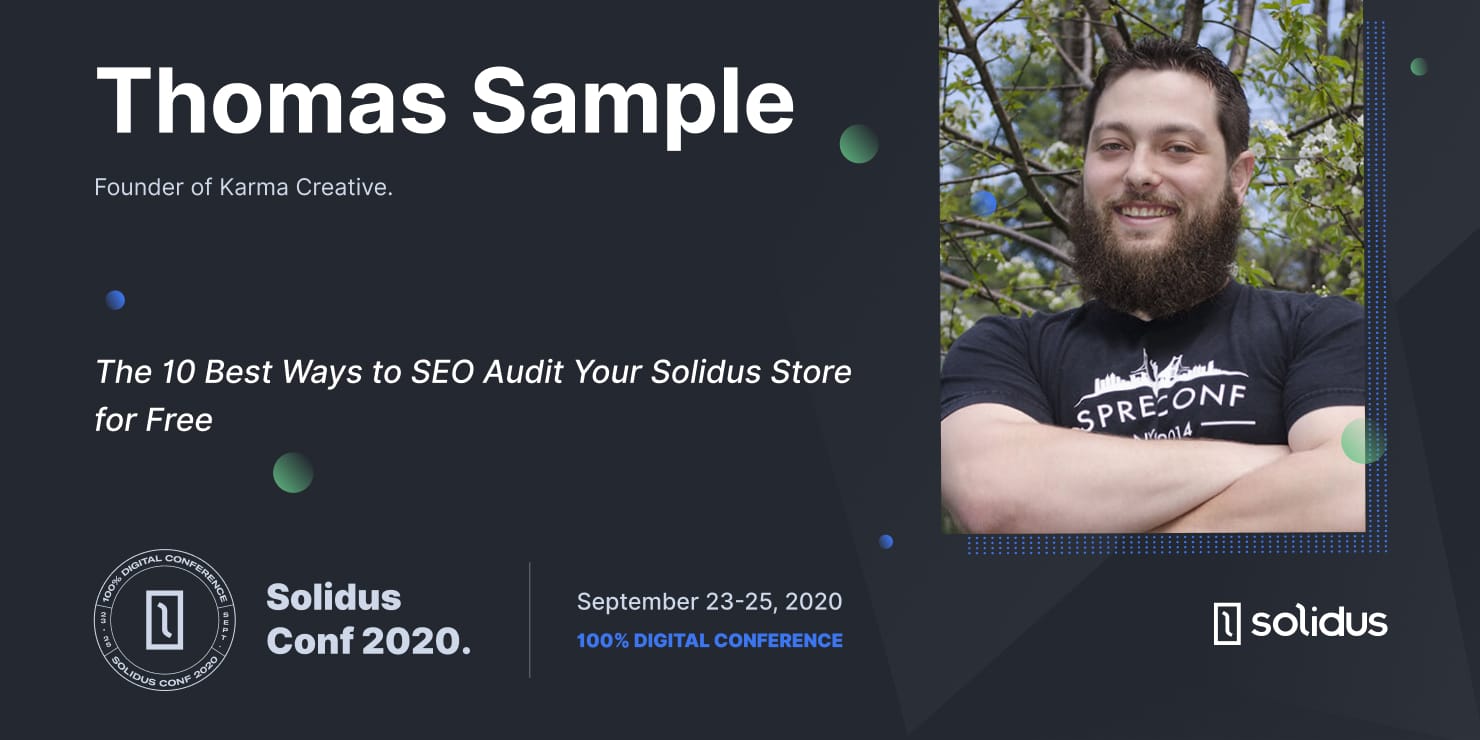 Thomas Sample
Founder of Karma Creative.
The 10 Best Ways to SEO Audit Your Solidus Store
for Free
SPREECONF
NYC 2014
100% DIGITAL CONFERENCE
23 - 25
SEPT.
SOLIDUS CONF 2020
Solidus
Conf 2020.
September 23-25, 2020
100% DIGITAL CONFERENCE
solidus